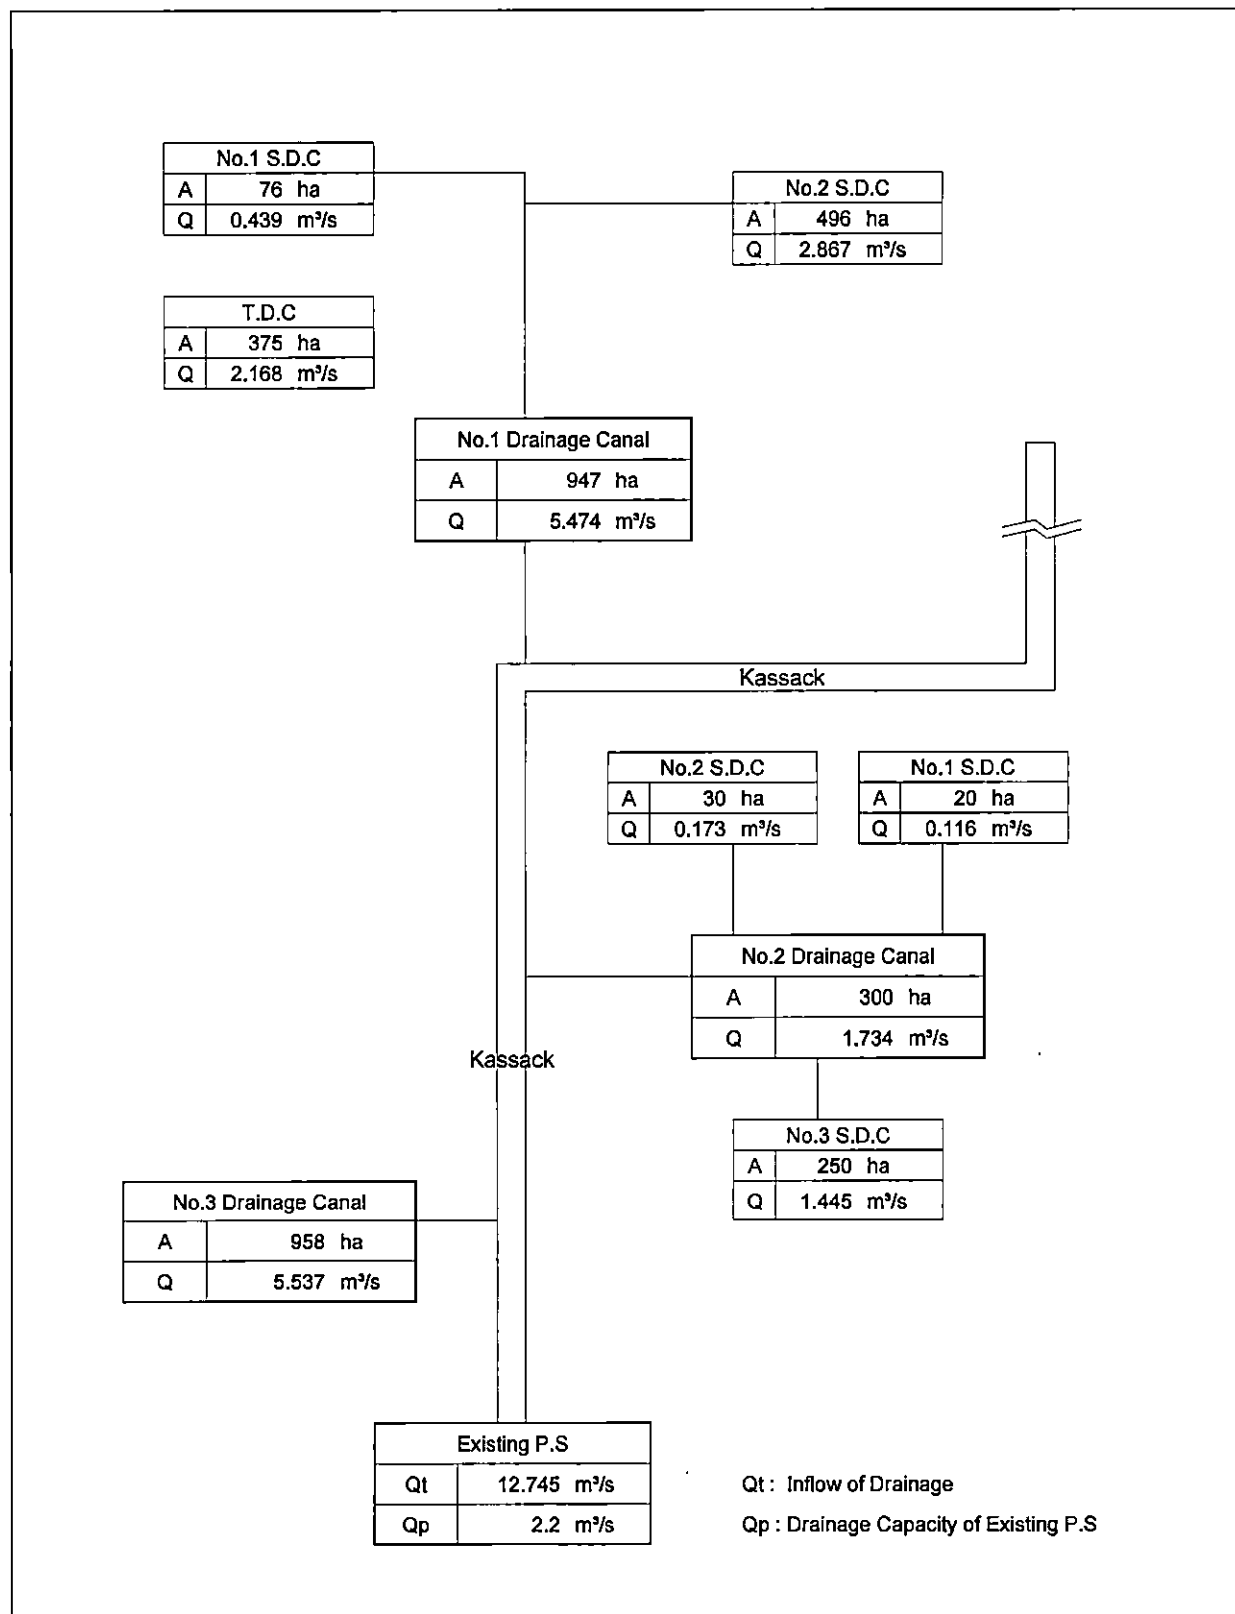 No.1 S.D.C
A 76 ha
Q 0.439 m³/s
No.2 S.D.C
A 496 ha
Q 2.867 m³/s
T.D.C
A 375 ha
Q 2.168 m³/s
No.1 Drainage Canal
A 947 ha
Q 5.474 m³/s
Kassack
No.2 S.D.C
A 30 ha
Q 0.173 m³/s
No.1 S.D.C
A 20 ha
Q 0.116 m³/s
No.2 Drainage Canal
A 300 ha
Q 1.734 m³/s
Kassack
No.3 S.D.C
A 250 ha
Q 1.445 m³/s
No.3 Drainage Canal
A 958 ha
Q 5.537 m³/s
Existing P.S
Qt 12.745 m³/s
Qp 2.2 m³/s
Qt : Inflow of Drainage
Qp : Drainage Capacity of Existing P.S